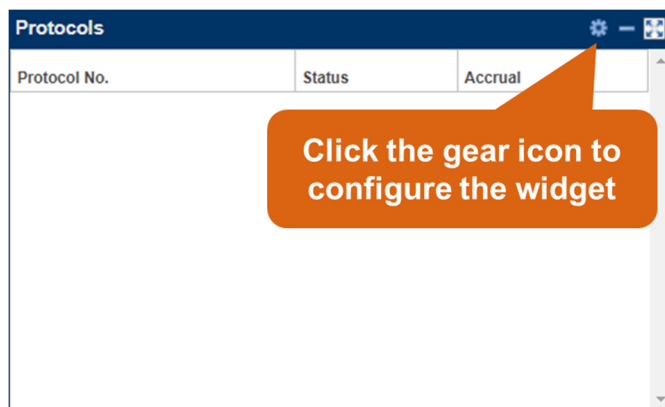 Protocols
Protocol No. Status Accrual
Click the gear icon to
configure the widget